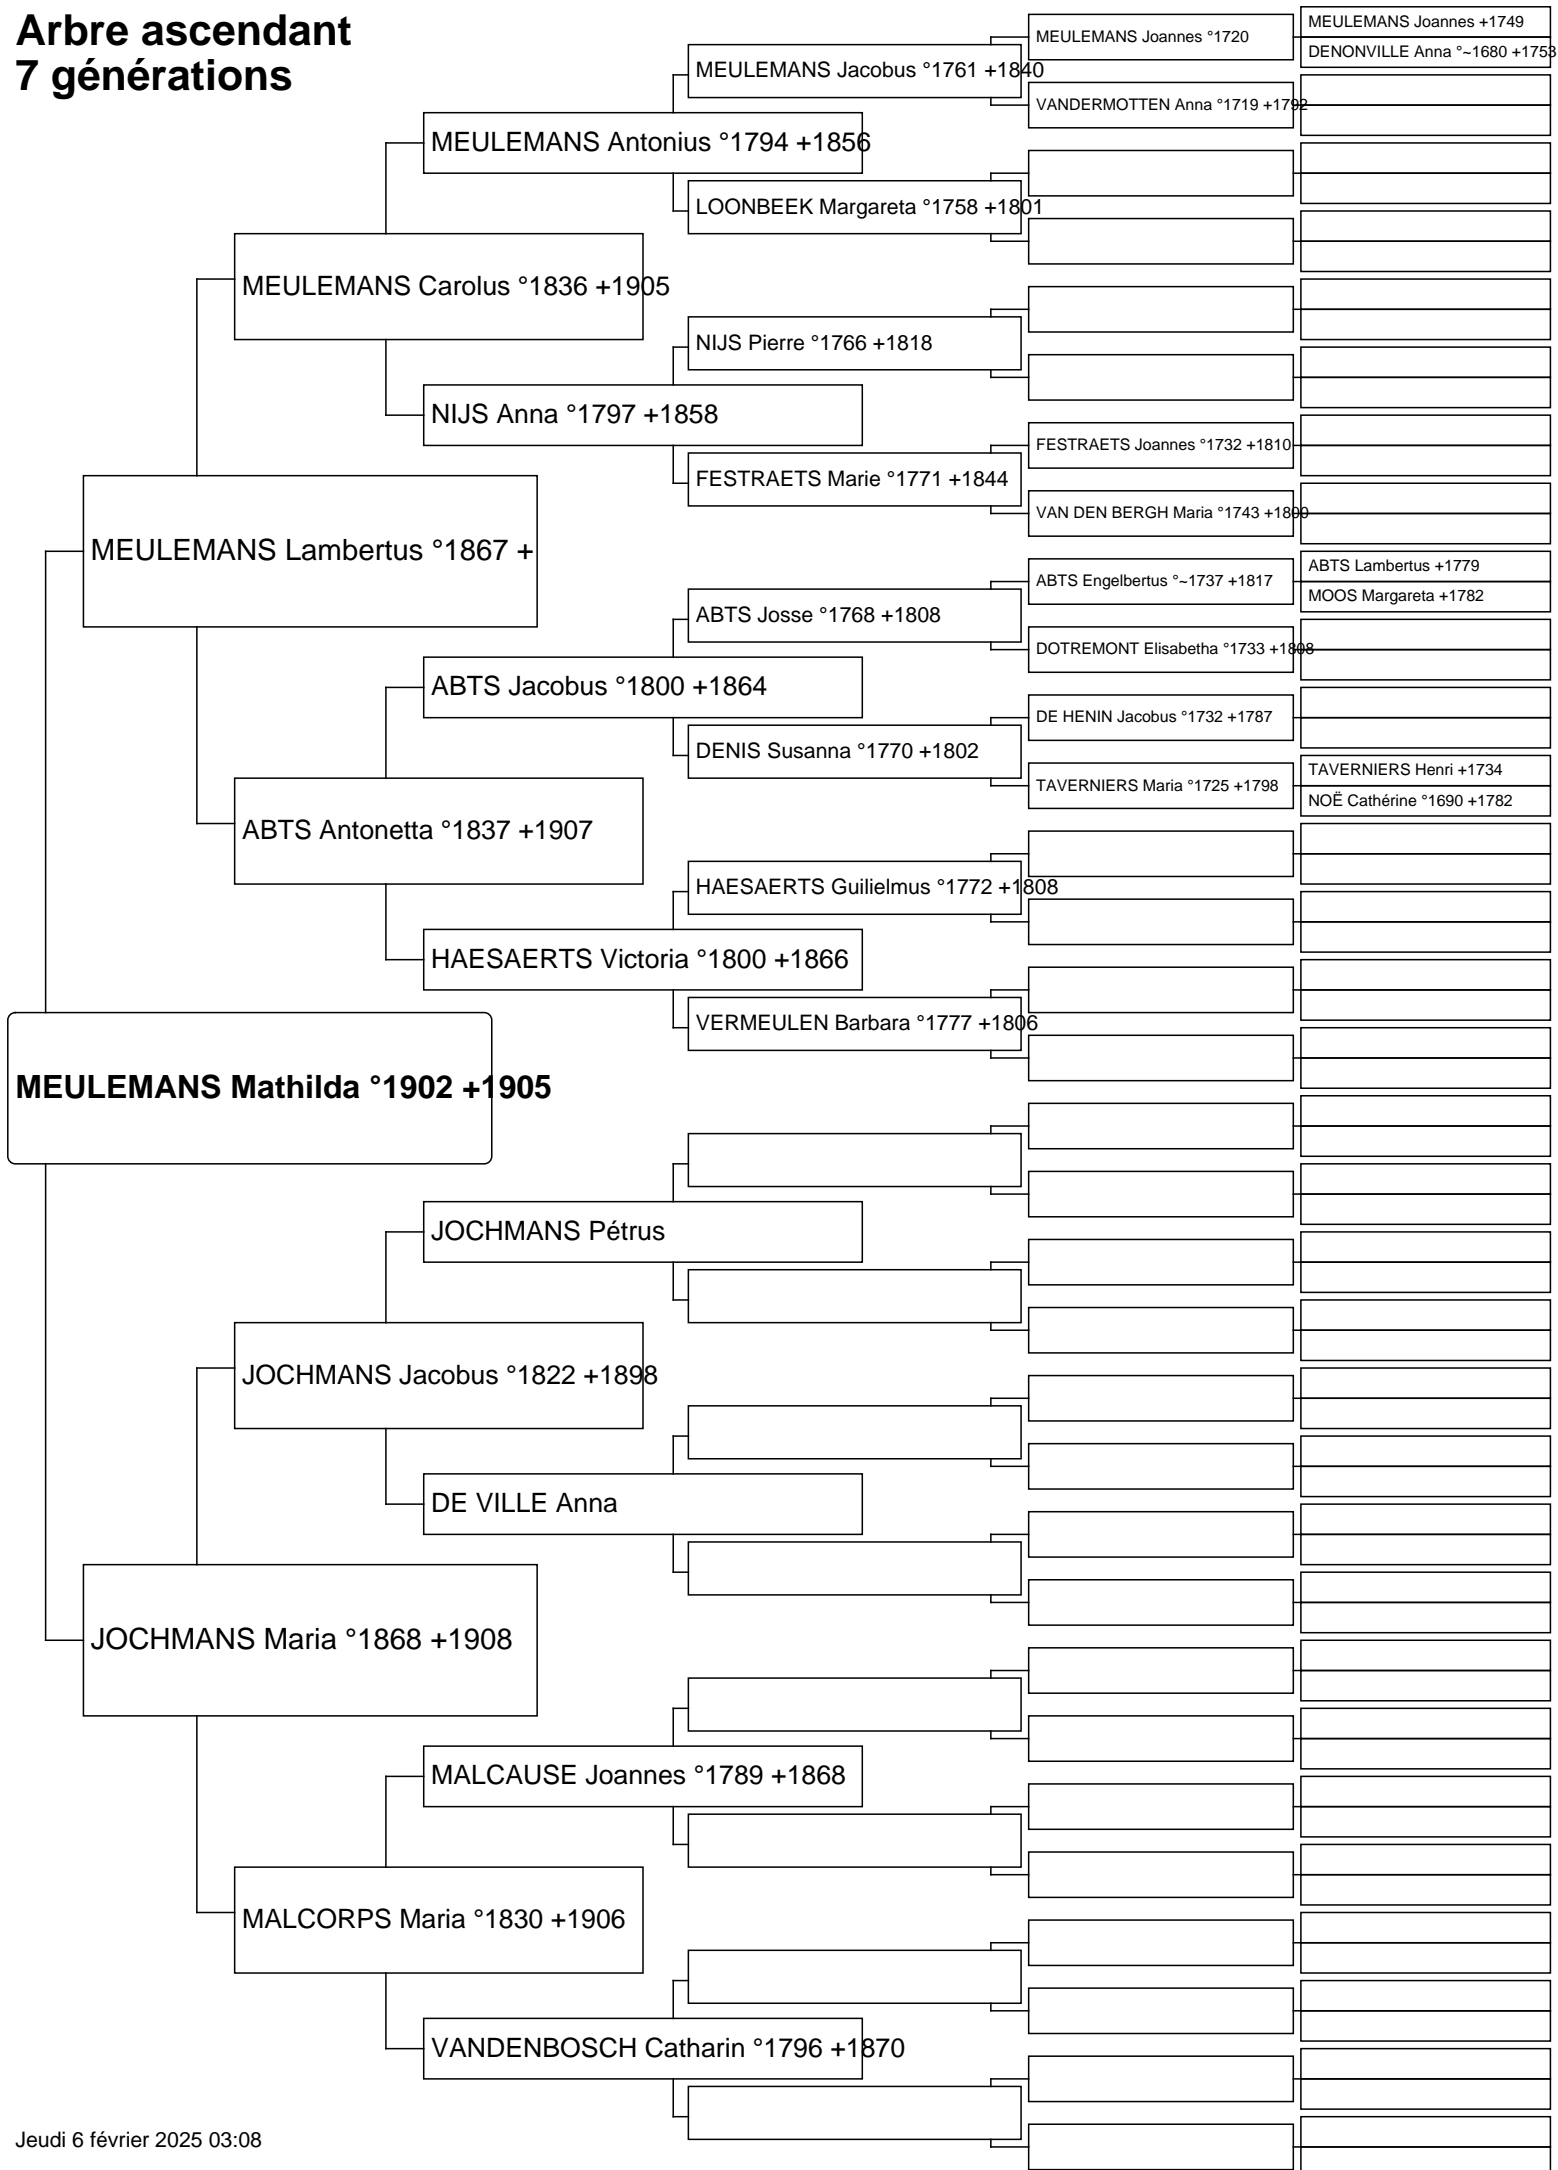 Arbre ascendant
7 générations
MEULEMANS Joannes °1720
MEULEMANS Joannes +1749
DENONVILLE Anna °~1680 +1753
MEULEMANS Jacobus °1761 +1840
VANDERMOTTEN Anna °1719 +1792
MEULEMANS Antonius °1794 +1856
LOONBEEK Margareta °1758 +1801
MEULEMANS Carolus °1836 +1905
NIJS Pierre °1766 +1818
NIJS Anna °1797 +1858
FESTRAETS Joannes °1732 +1810
FESTRAETS Marie °1771 +1844
VAN DEN BERGH Maria °1743 +1800
MEULEMANS Lambertus °1867 +
ABTS Engelbertus °~1737 +1817
ABTS Lambertus +1779
MOOS Margareta +1782
ABTS Josse °1768 +1808
DOTREMONT Elisabetha °1733 +1808
ABTS Jacobus °1800 +1864
DE HENIN Jacobus °1732 +1787
DENIS Susanna °1770 +1802
TAVERNIERS Maria °1725 +1798
TAVERNIERS Henri +1734
NOË Cathérine °1690 +1782
ABTS Antonetta °1837 +1907
HAESAERTS Guilielmus °1772 +1808
HAESAERTS Victoria °1800 +1866
VERMEULEN Barbara °1777 +1806
MEULEMANS Mathilda °1902 +1905
JOCHMANS Pétrus
JOCHMANS Jacobus °1822 +1898
DE VILLE Anna
JOCHMANS Maria °1868 +1908
MALCAUSE Joannes °1789 +1868
MALCORPS Maria °1830 +1906
VANDENBOSCH Catharin °1796 +1870
Jeudi 6 février 2025 03:08